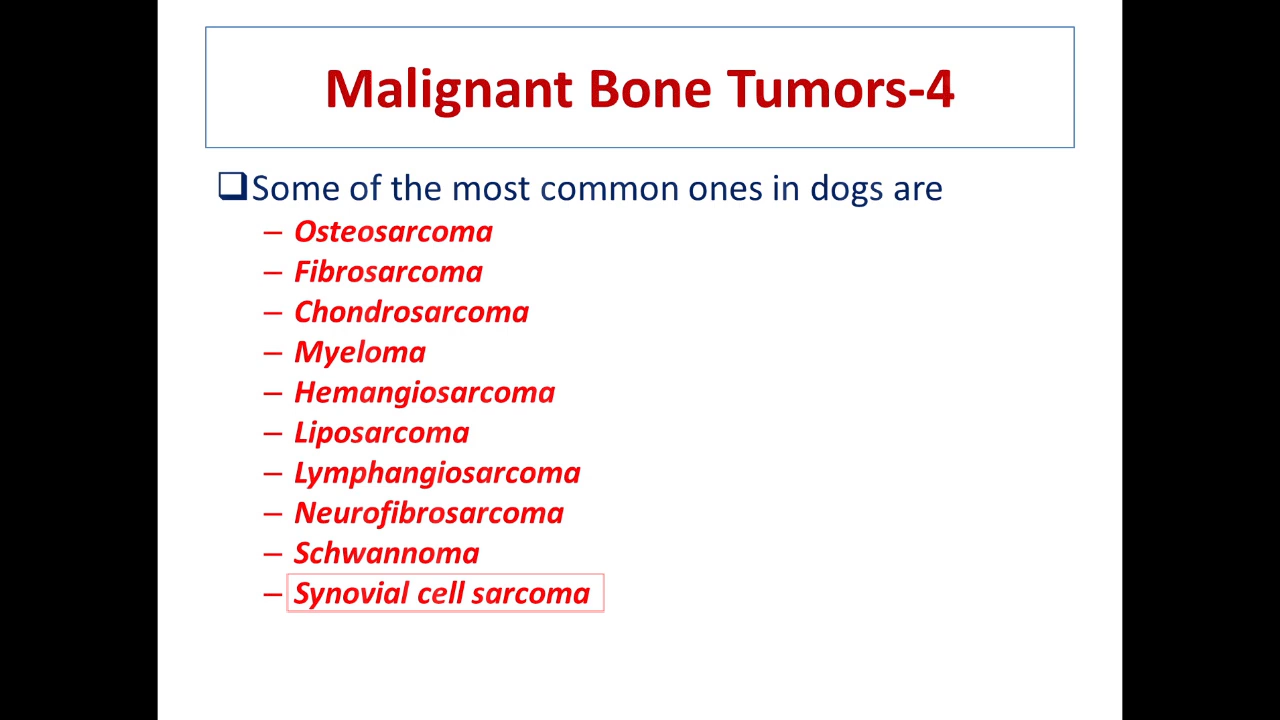 Malignant Bone Tumors-4
❑Some of the most common ones in dogs are
– Osteosarcoma
– Fibrosarcoma
– Chondrosarcoma
– Myeloma
– Hemangiosarcoma
– Liposarcoma
– Lymphangiosarcoma
– Neurofibrosarcoma
– Schwannoma
– Synovial cell sarcoma